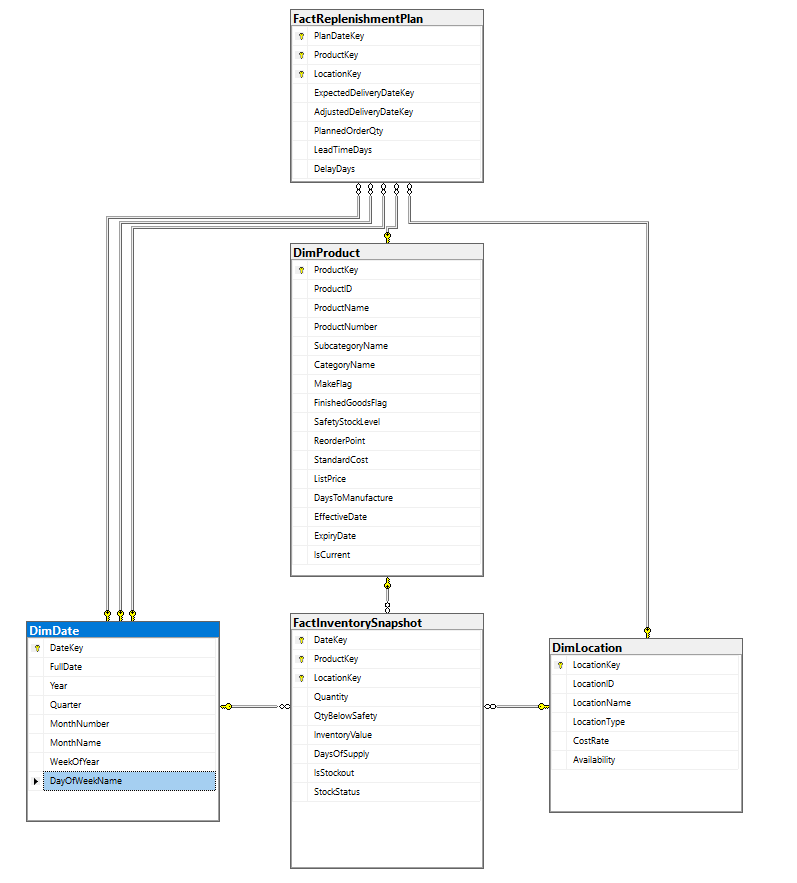 FactReplenishmentPlan
PlanDateKey
ProductKey
LocationKey
ExpectedDeliveryDateKey
AdjustedDeliveryDateKey
PlannedOrderQty
LeadTimeDays
DelayDays
DimProduct
ProductKey
ProductID
ProductName
ProductNumber
SubcategoryName
CategoryName
MakeFlag
FinishedGoodsFlag
SafetyStockLevel
ReorderPoint
StandardCost
ListPrice
DaysToManufacture
EffectiveDate
ExpiryDate
IsCurrent
DimDate
DateKey
FullDate
Year
Quarter
MonthNumber
MonthName
WeekOfYear
DayOfWeekName
FactInventorySnapshot
DateKey
ProductKey
LocationKey
Quantity
QtyBelowSafety
InventoryValue
DaysOfSupply
IsStockout
StockStatus
DimLocation
LocationKey
LocationID
LocationName
LocationType
CostRate
Availability